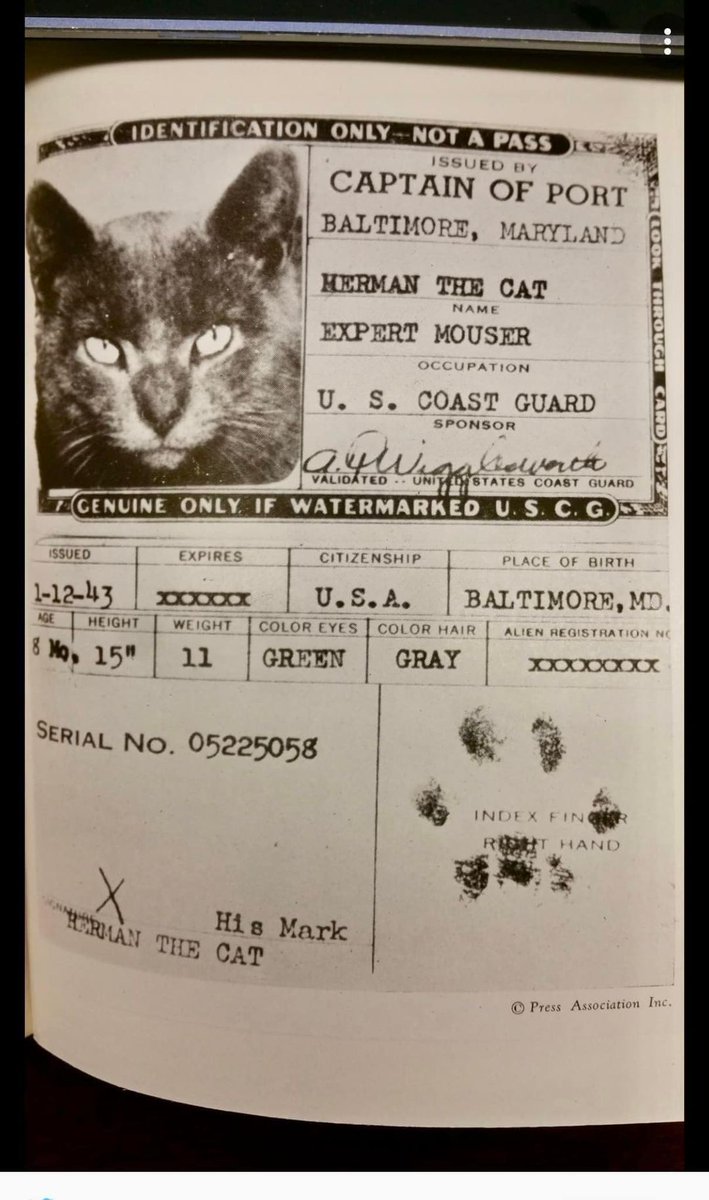 IDENTIFICATION ONLY—NOT A PASS
ISSUED BY
CAPTAIN OF PORT
BALTIMORE, MARYLAND
HERMAN THE CAT
NAME
EXPERT MOUSER
OCCUPATION
U. S. COAST GUARD
SPONSOR
VALIDATED -- UNITED STATES COAST GUARD
(LOOK THROUGH CARD)
GENUINE ONLY IF WATERMARKED U.S.C.G.
ISSUED EXPIRES CITIZENSHIP PLACE OF BIRTH
1-12-43 xxxxxx U.S.A. BALTIMORE, MD.
AGE HEIGHT WEIGHT COLOR EYES COLOR HAIR ALIEN REGISTRATION NO
8 Mo. 15" 11 GREEN GRAY xxxxxxxx
SERIAL NO. 05225058
INDEX FINGER
RIGHT HAND
X
His Mark
HERMAN THE CAT
© Press Association Inc.